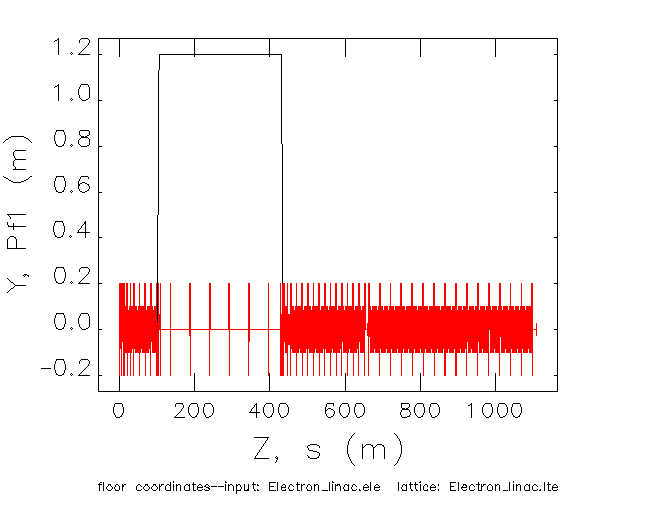 1.2
1.0
0.8
0.6
0.4
0.2
0.0
-0.2
Y, Pf1 (m)
0 200 400 600 800 1000
Z, s (m)
floor coordinates--input: Electron_linac.ele lattice: Electron_linac.lte